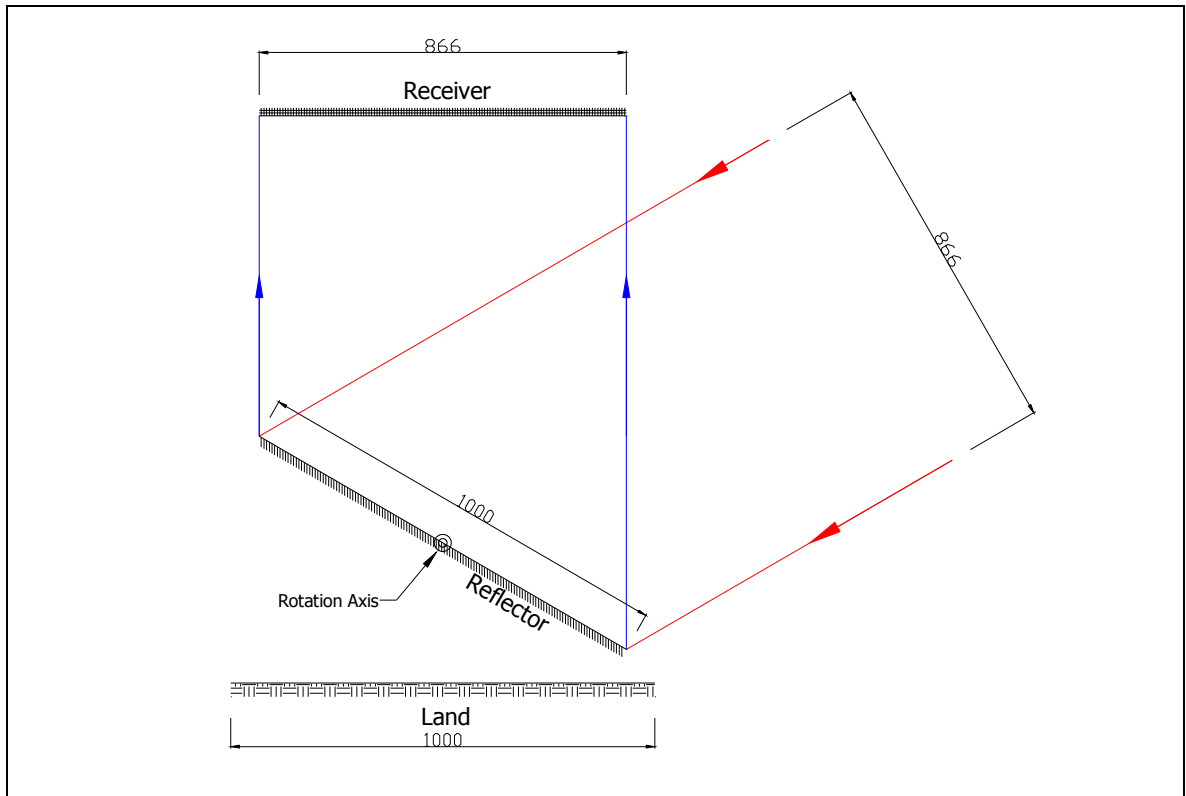 866
Receiver
866
1000
Rotation Axis
Reflector
Land
1000